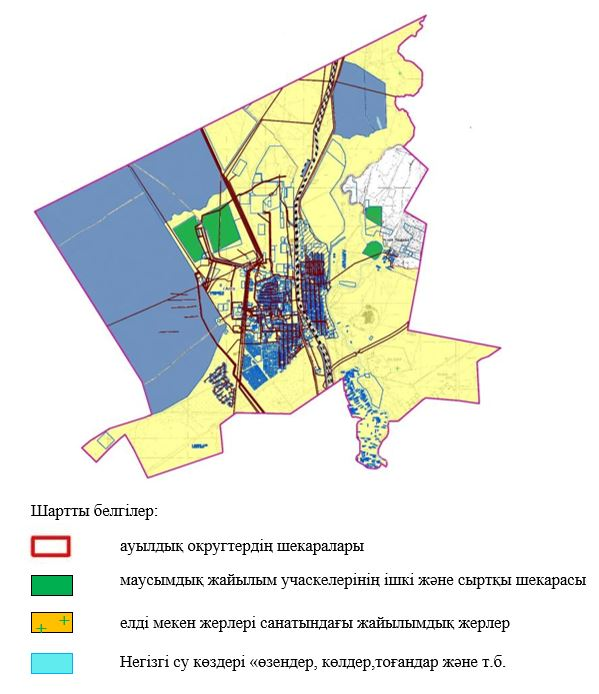 Шартты белгілер:
ауылдық округтердің шекаралары
маусымдық жайылым учаскелерінің ішкі және сыртқы шекарасы
елді мекен жерлері санатындағы жайылымдық жерлер
Негізгі су көздері «өзендер, көлдер,тоғандар және т.б.